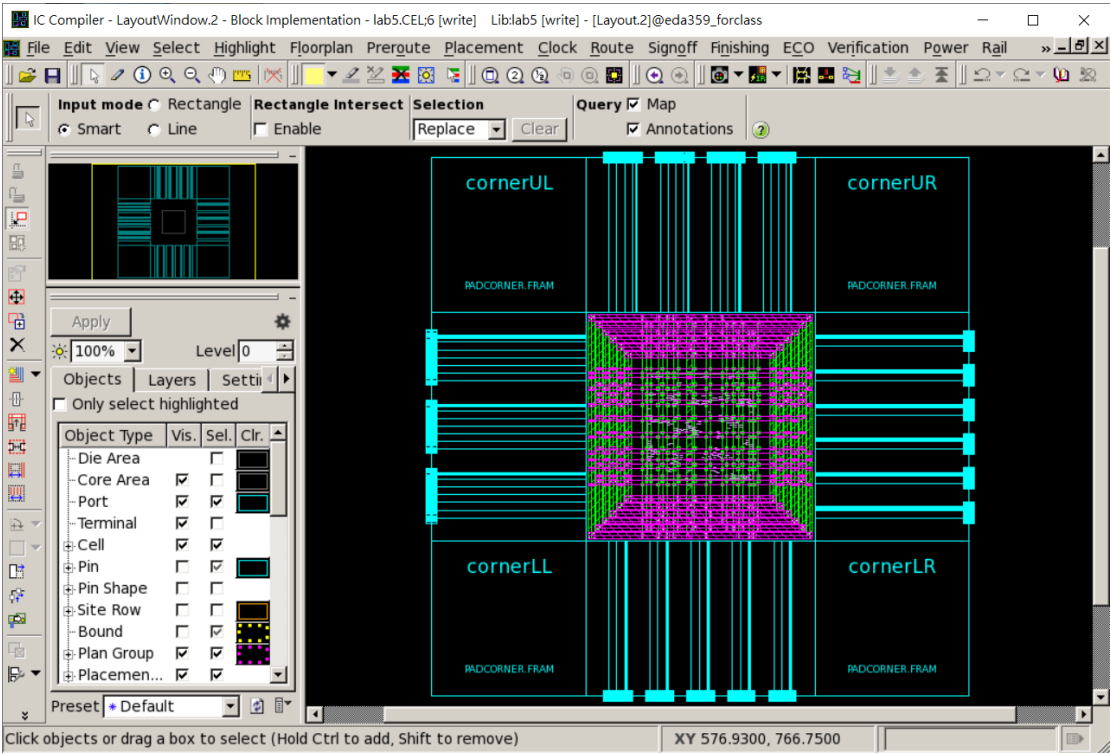 IC Compiler - LayoutWindow.2 - Block Implementation - lab5.CEL;6 [write]    Lib:lab5 [write] - [Layout.2]@eda359_forclass
File Edit View Select Highlight Floorplan Preroute Placement Clock Route Signoff Finishing ECO Verification Power Rail »
Input mode Rectangle Rectangle Intersect Selection Query Map
Smart Line Enable Replace Clear Annotations
Apply
100% Level 0
Objects Layers Settii
Only select highlighted
Object Type Vis. Sel. Clr.
Die Area
Core Area
Port
Terminal
Cell
Pin
Pin Shape
Site Row
Bound
Plan Group
Placemen...
Preset * Default
cornerUL cornerUR
PADCORNER.FRAM PADCORNER.FRAM
cornerLL cornerLR
PADCORNER.FRAM PADCORNER.FRAM
Click objects or drag a box to select (Hold Ctrl to add, Shift to remove) XY 576.9300, 766.7500